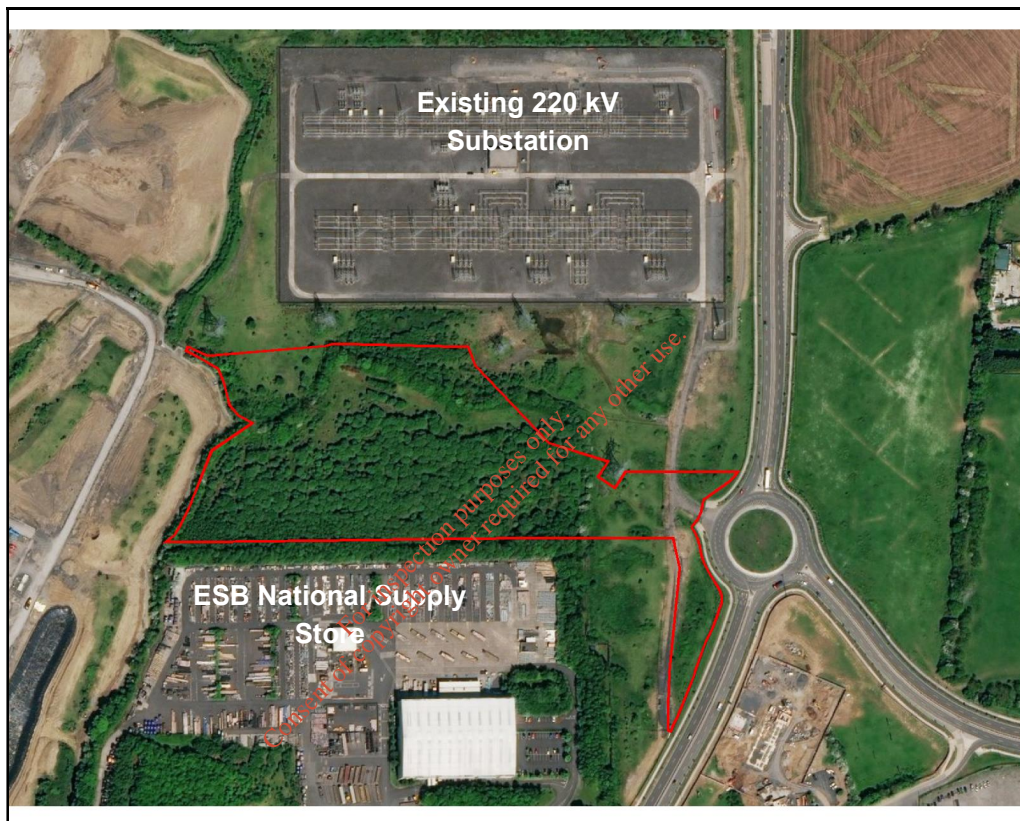 Existing 220 kV
Substation
For inspection purposes only.
Consent of copyright owner required for any other use.
ESB National Supply
Store